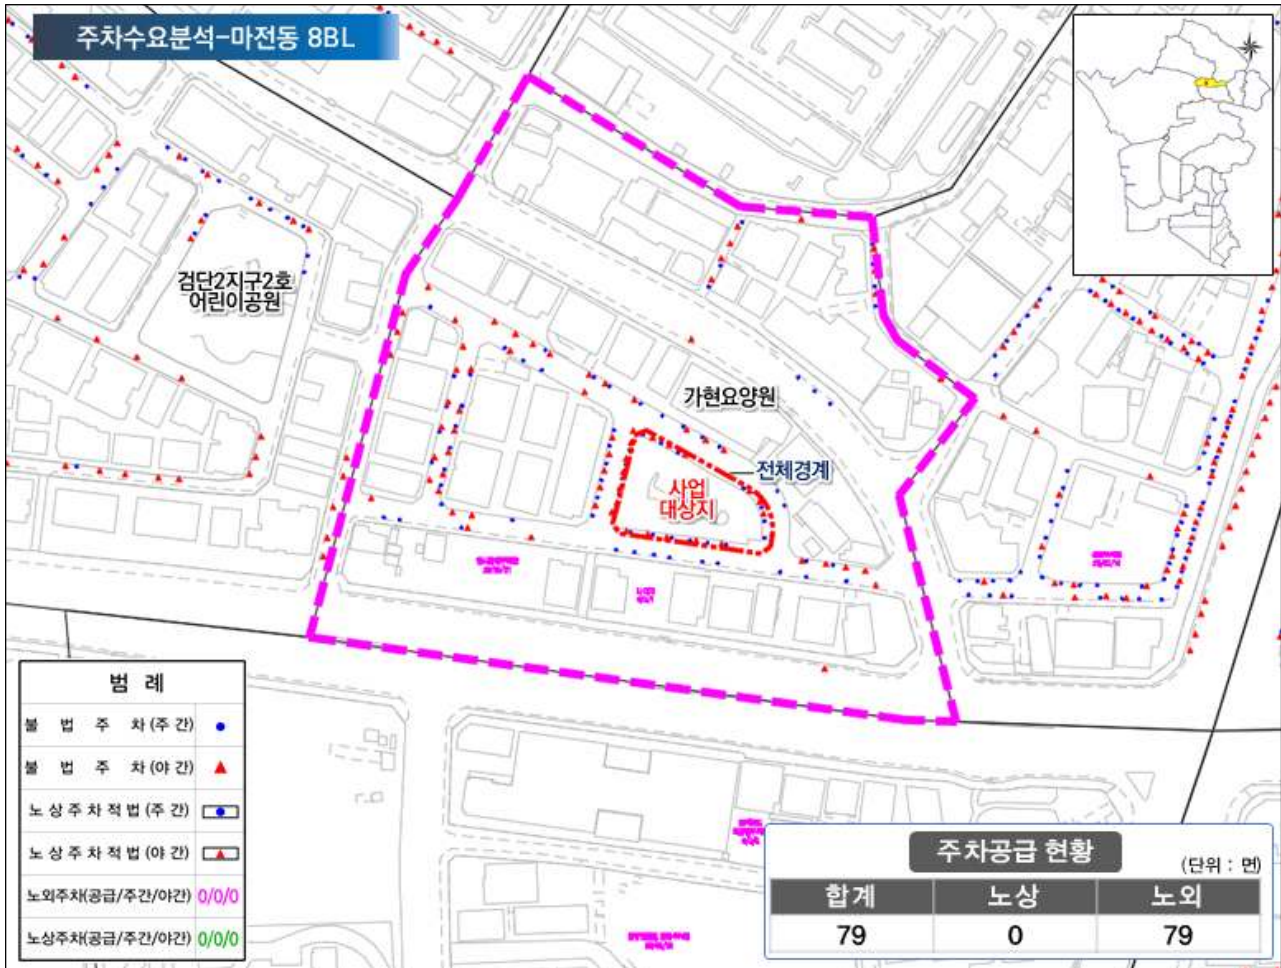 주차수요분석-마전동 8BL
검단2지구2호
어린이공원
가현요양원
전체경계
사업
대상지
범 례
불 법 주 차 (주 간)
불 법 주 차 (야 간)
노 상 주 차 적 법 (주 간)
노 상 주 차 적 법 (야 간)
노외주차(공급/주간/야간) 0/0/0
노상주차(공급/주간/야간) 0/0/0
주차공급 현황
(단위 : 면)
합계 노상 노외
79 0 79